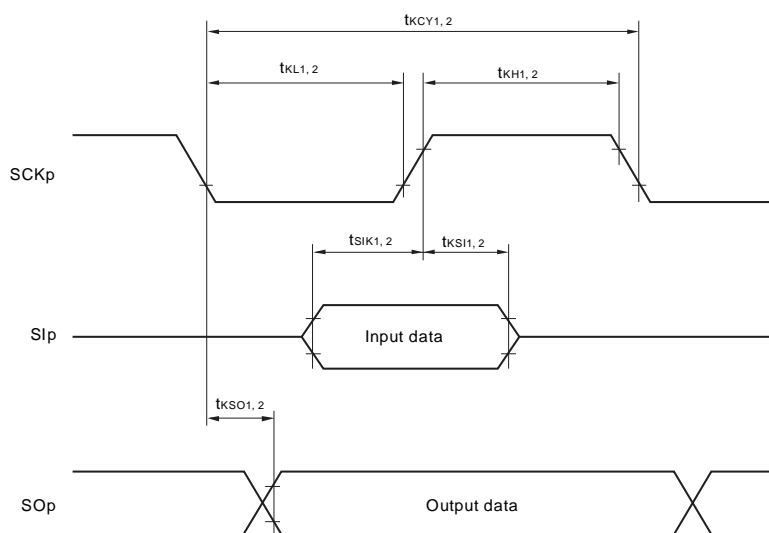 tKCY1, 2
tKL1, 2
tKH1, 2
SCKp
tSIK1, 2
tKSI1, 2
SIp
Input data
tKSO1, 2
SOp
Output data